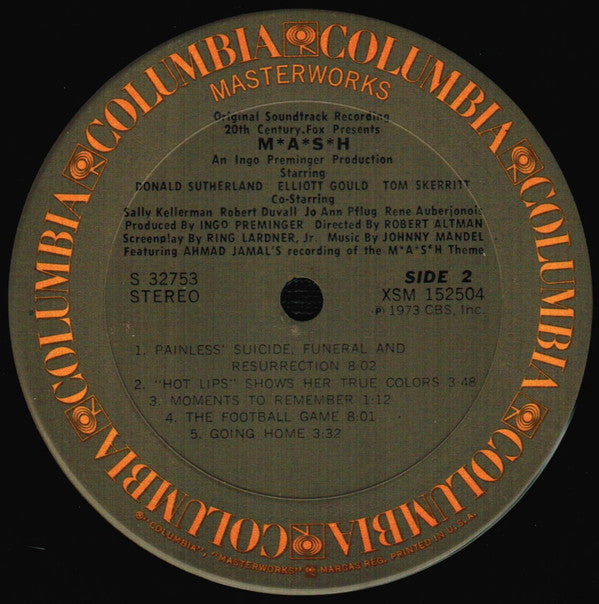 COLUMBIA COLUMBIA COLUMBIA COLUMBIA COLUMBIA COLUMBIA COLUMBIA COLUMBIA
MASTERWORKS
Original Soundtrack Recording
20th Century.Fox Presents
M*A*S*H
An Ingo Preminger Production
Starring
DONALD SUTHERLAND ELLIOTT GOULD TOM SKERRITT
Co-Starring
Sally Kellerman Robert Duvall Jo Ann Pflug Rene Auberjonois
Produced By INGO PREMINGER Directed By ROBERT ALTMAN
Screenplay By RING LARDNER, Jr. Music By JOHNNY MANDEL
Featuring AHMAD JAMAL'S recording of the M*A*S*H Theme
S 32753
STEREO
SIDE 2
XSM 152504
℗ 1973 CBS, Inc.
1. PAINLESS' SUICIDE, FUNERAL AND
RESURRECTION 8:02
2. "HOT LIPS" SHOWS HER TRUE COLORS 3:48
3. MOMENTS TO REMEMBER 1:12
4. THE FOOTBALL GAME 8:01
5. GOING HOME 3:32
® "COLUMBIA", "MASTERWORKS" MARCAS REG. PRINTED IN U.S.A.